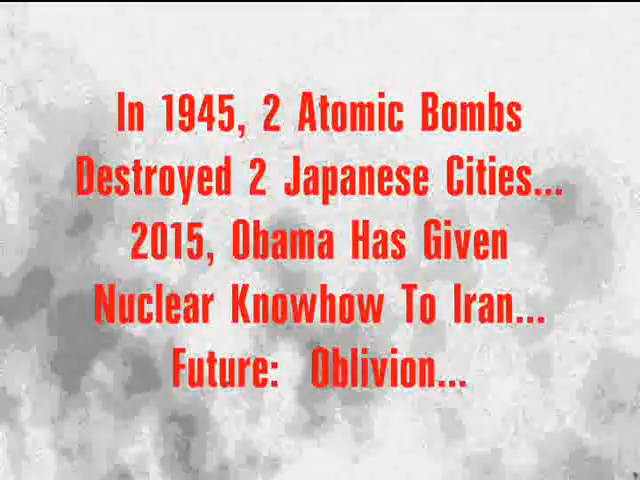 In 1945, 2 Atomic Bombs
Destroyed 2 Japanese Cities...
2015, Obama Has Given
Nuclear Knowhow To Iran...
Future: Oblivion...